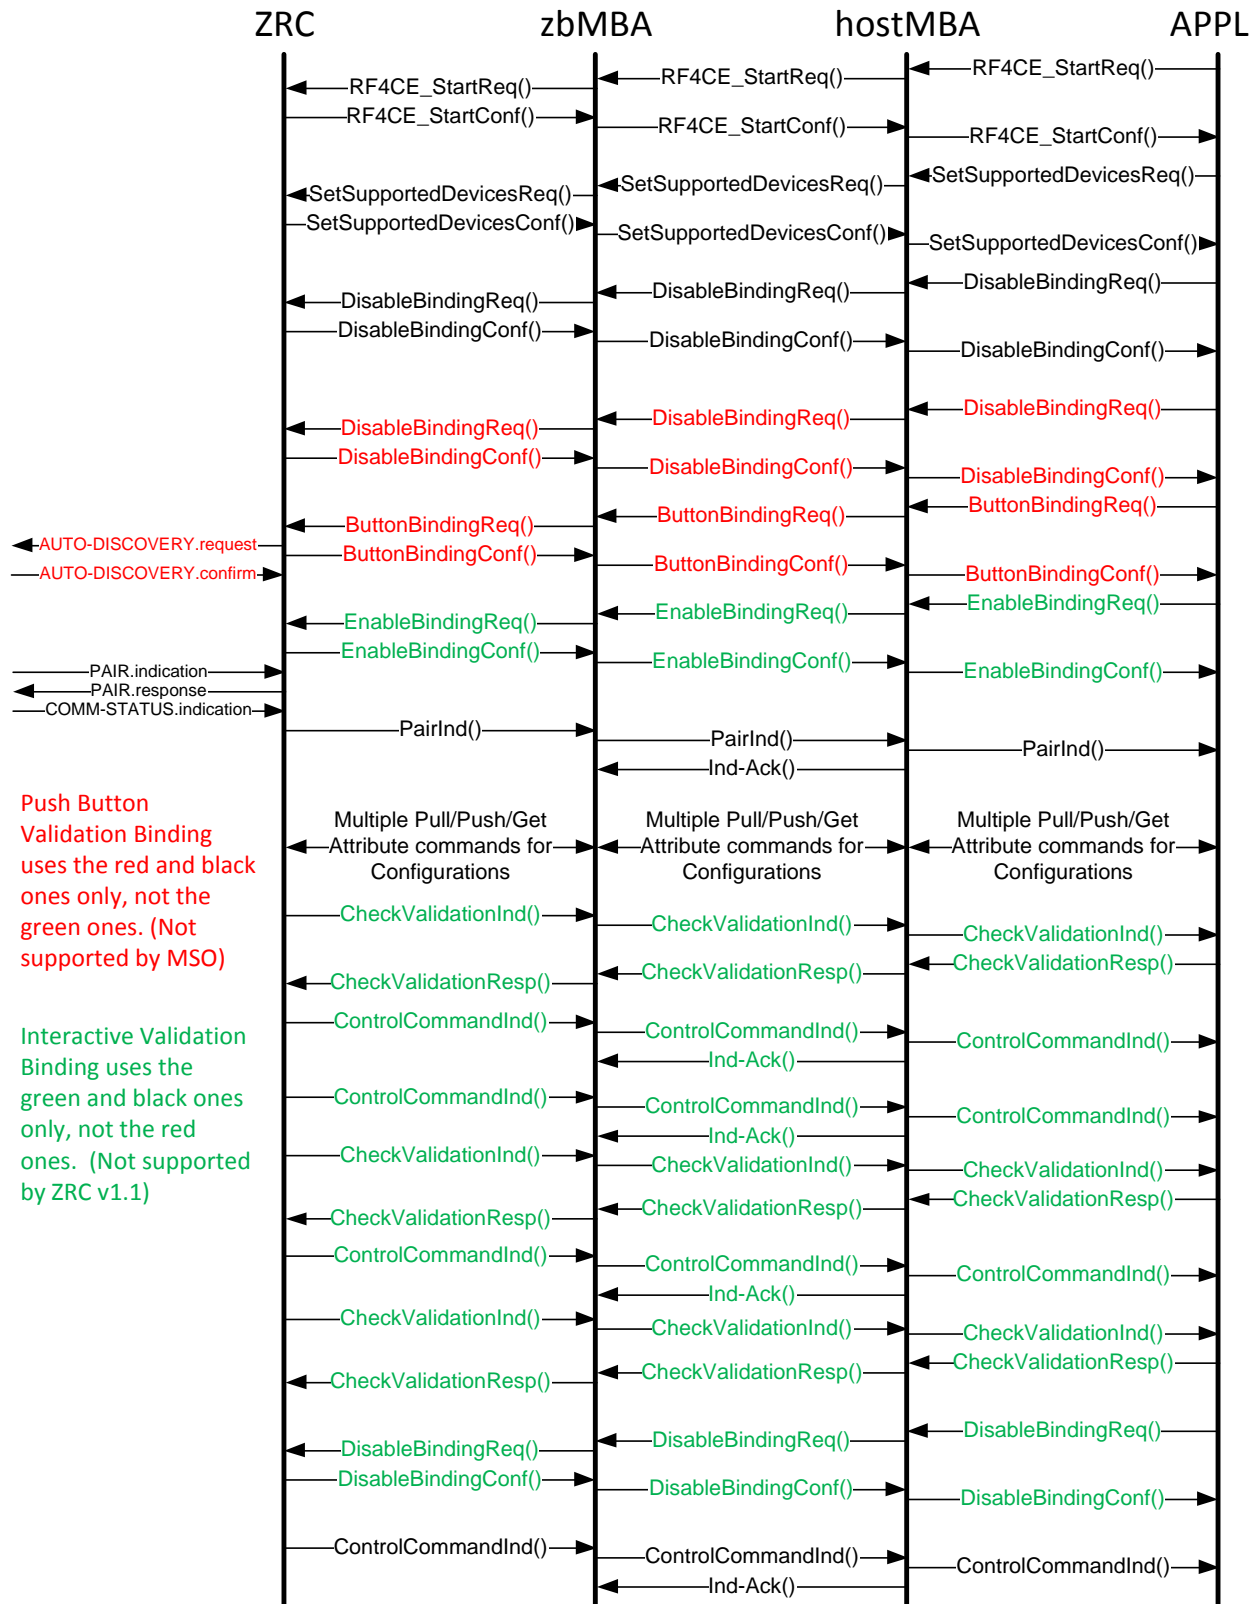 ZRC zbMBA hostMBA APPL
RF4CE_StartReq()
RF4CE_StartReq()
RF4CE_StartReq()
RF4CE_StartConf()
RF4CE_StartConf()
RF4CE_StartConf()
SetSupportedDevicesReq()
SetSupportedDevicesReq()
SetSupportedDevicesReq()
SetSupportedDevicesConf()
SetSupportedDevicesConf()
SetSupportedDevicesConf()
DisableBindingReq()
DisableBindingReq()
DisableBindingReq()
DisableBindingConf()
DisableBindingConf()
DisableBindingConf()
DisableBindingReq()
DisableBindingReq()
DisableBindingReq()
DisableBindingConf()
DisableBindingConf()
DisableBindingConf()
ButtonBindingReq()
ButtonBindingReq()
ButtonBindingReq()
AUTO-DISCOVERY.request
ButtonBindingConf()
ButtonBindingConf()
ButtonBindingConf()
AUTO-DISCOVERY.confirm
EnableBindingReq()
EnableBindingReq()
EnableBindingReq()
EnableBindingConf()
EnableBindingConf()
EnableBindingConf()
PAIR.indication
PAIR.response
COMM-STATUS.indication
PairInd()
PairInd()
PairInd()
Ind-Ack()
Push Button
Validation Binding
uses the red and black
ones only, not the
green ones. (Not
supported by MSO)
Multiple Pull/Push/Get
Attribute commands for
Configurations
Multiple Pull/Push/Get
Attribute commands for
Configurations
Multiple Pull/Push/Get
Attribute commands for
Configurations
CheckValidationInd()
CheckValidationInd()
CheckValidationInd()
CheckValidationResp()
CheckValidationResp()
CheckValidationResp()
Interactive Validation
Binding uses the
green and black ones
only, not the red
ones.  (Not supported
by ZRC v1.1)
ControlCommandInd()
ControlCommandInd()
ControlCommandInd()
Ind-Ack()
ControlCommandInd()
ControlCommandInd()
ControlCommandInd()
Ind-Ack()
CheckValidationInd()
CheckValidationInd()
CheckValidationInd()
CheckValidationResp()
CheckValidationResp()
CheckValidationResp()
ControlCommandInd()
ControlCommandInd()
ControlCommandInd()
Ind-Ack()
CheckValidationInd()
CheckValidationInd()
CheckValidationInd()
CheckValidationResp()
CheckValidationResp()
CheckValidationResp()
DisableBindingReq()
DisableBindingReq()
DisableBindingReq()
DisableBindingConf()
DisableBindingConf()
DisableBindingConf()
ControlCommandInd()
ControlCommandInd()
ControlCommandInd()
Ind-Ack()